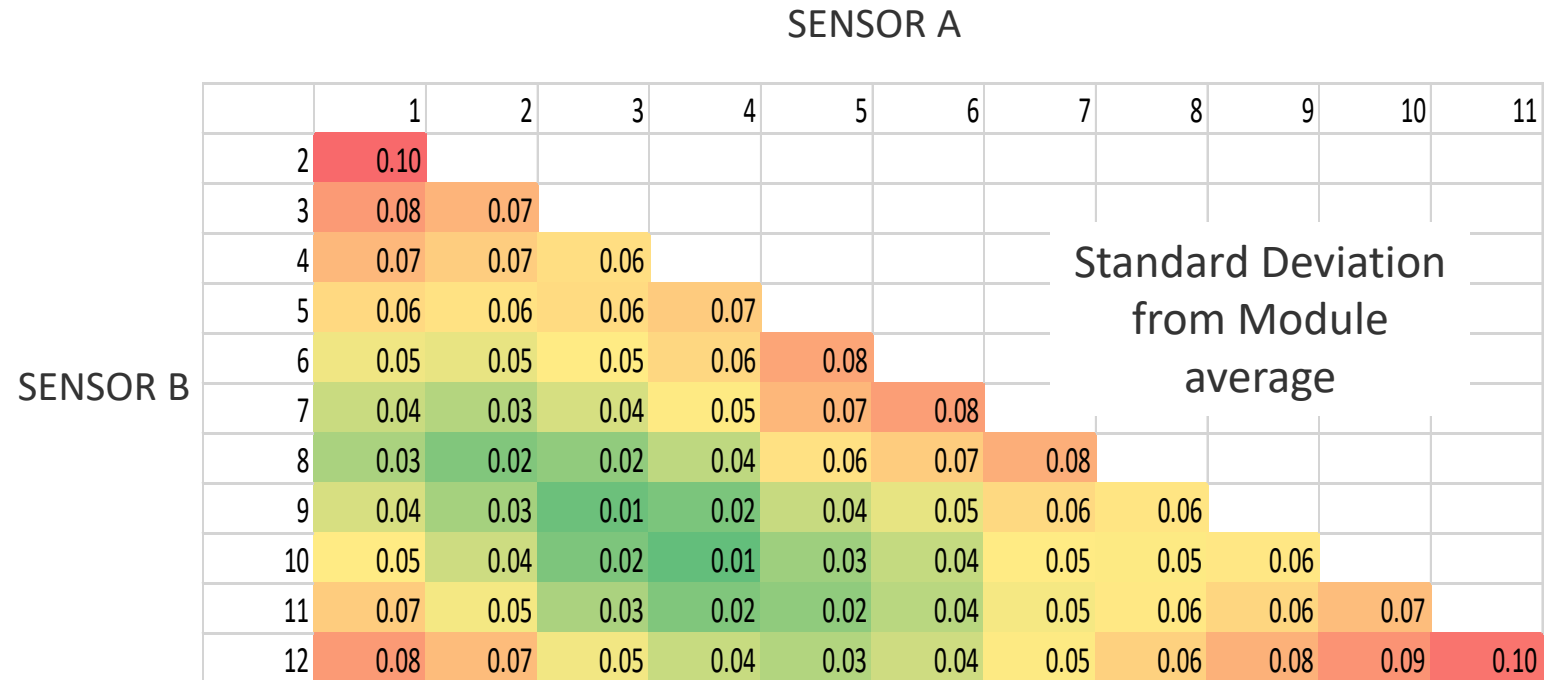 SENSOR A
1 2 3 4 5 6 7 8 9 10 11
2 0.10
3 0.08 0.07
4 0.07 0.07 0.06
5 0.06 0.06 0.06 0.07
6 0.05 0.05 0.05 0.06 0.08
7 0.04 0.03 0.04 0.05 0.07 0.08
8 0.03 0.02 0.02 0.04 0.06 0.07 0.08
9 0.04 0.03 0.01 0.02 0.04 0.05 0.06 0.06
10 0.05 0.04 0.02 0.01 0.03 0.04 0.05 0.05 0.06
11 0.07 0.05 0.03 0.02 0.02 0.04 0.05 0.06 0.06 0.07
12 0.08 0.07 0.05 0.04 0.03 0.04 0.05 0.06 0.08 0.09 0.10
SENSOR B
Standard Deviation
from Module
average